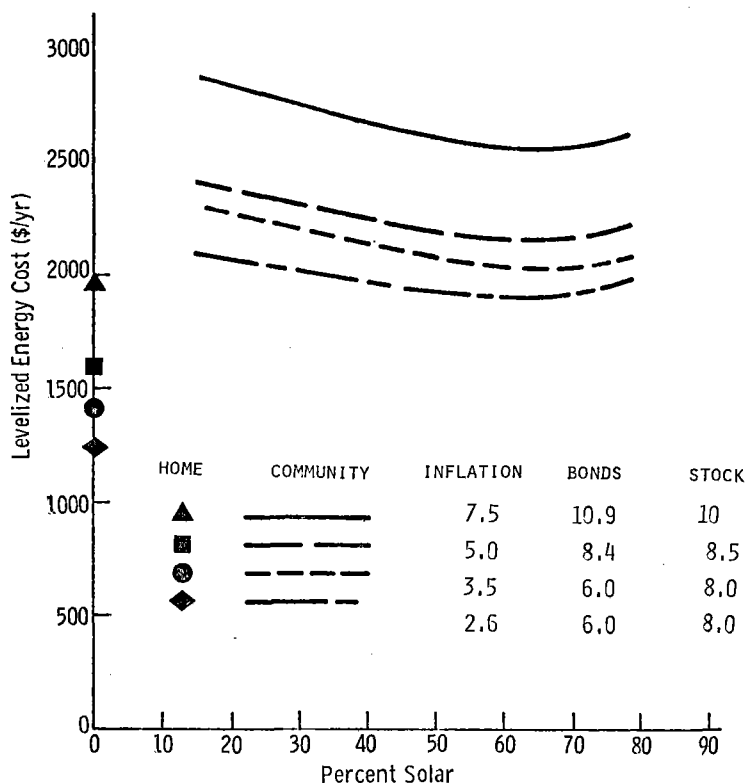 3000
2500
2000
1500
1000
500
0
Levelized Energy Cost ($/yr)
HOME COMMUNITY INFLATION BONDS STOCK
7.5 10.9 10
5.0 8.4 8.5
3.5 6.0 8.0
2.6 6.0 8.0
0 10 20 30 40 50 60 70 80 90
Percent Solar